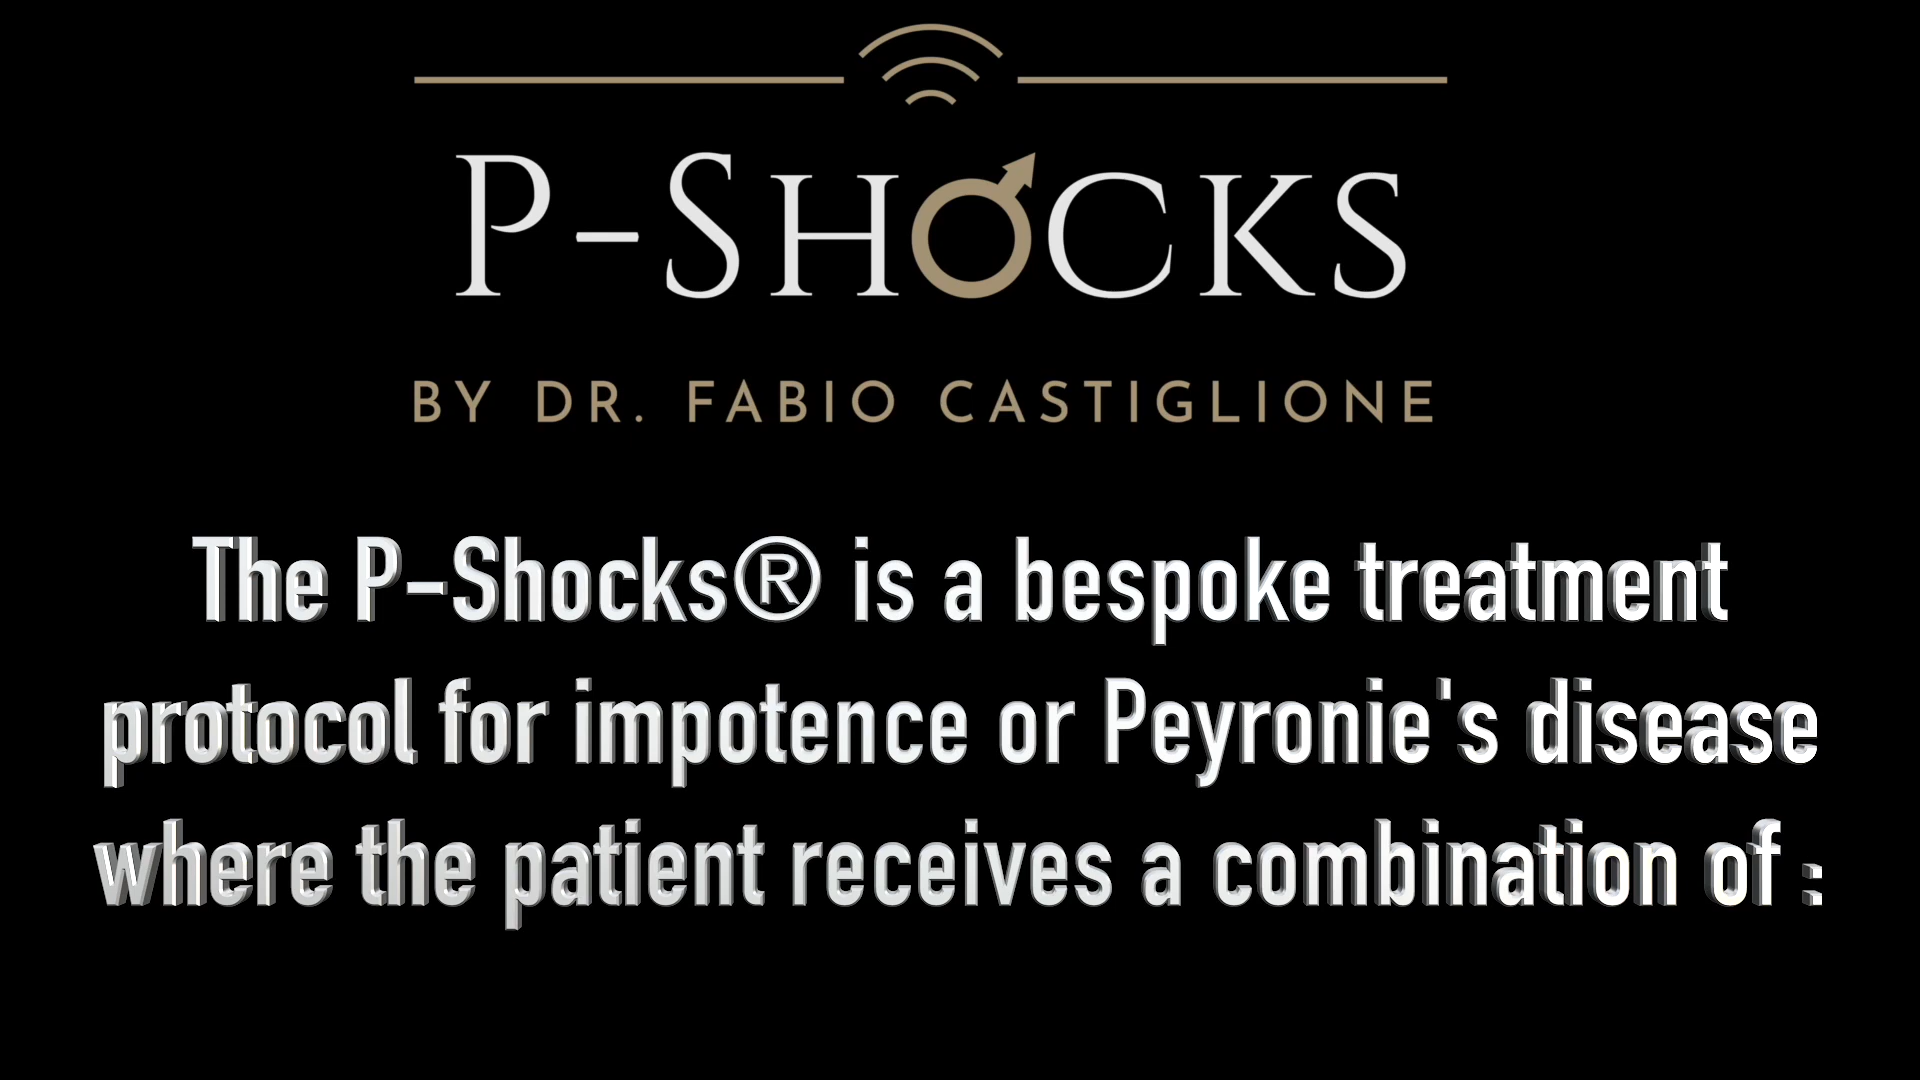 P-SHOCKS
BY DR. FABIO CASTIGLIONE
The P-Shocks® is a bespoke treatment
protocol for impotence or Peyronie's disease
where the patient receives a combination of :